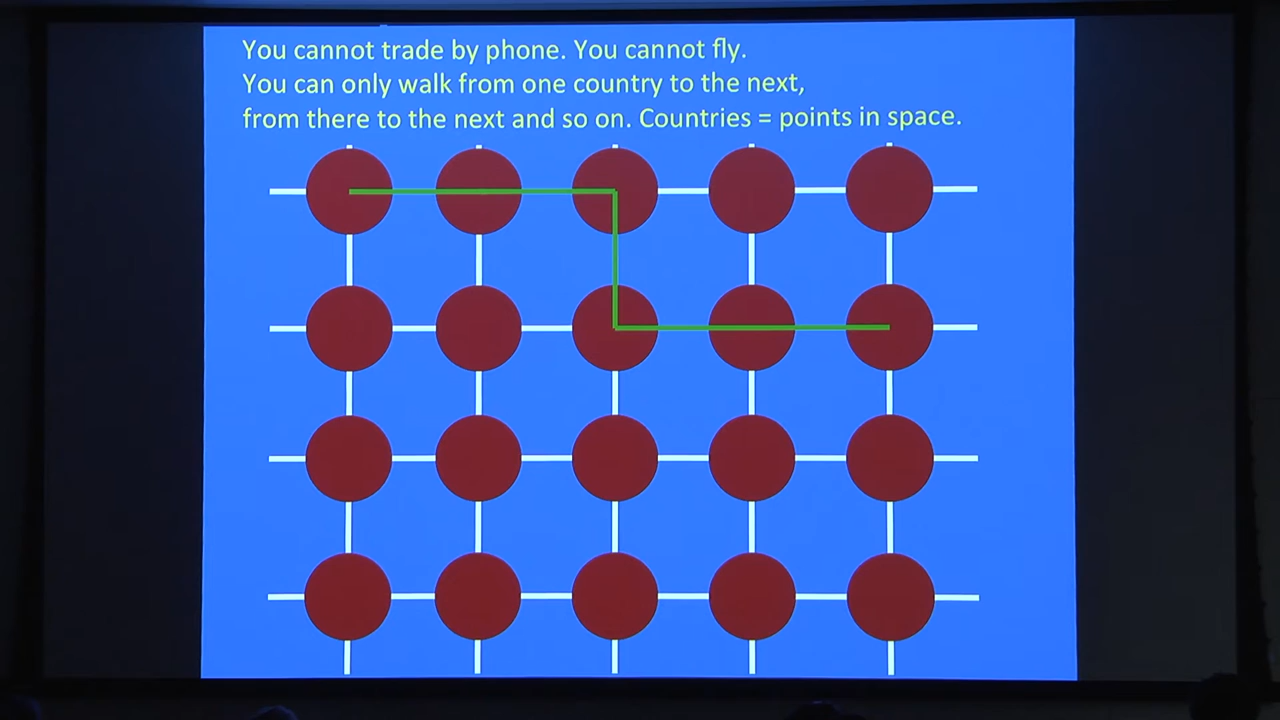 You cannot trade by phone. You cannot fly.
You can only walk from one country to the next,
from there to the next and so on. Countries = points in space.